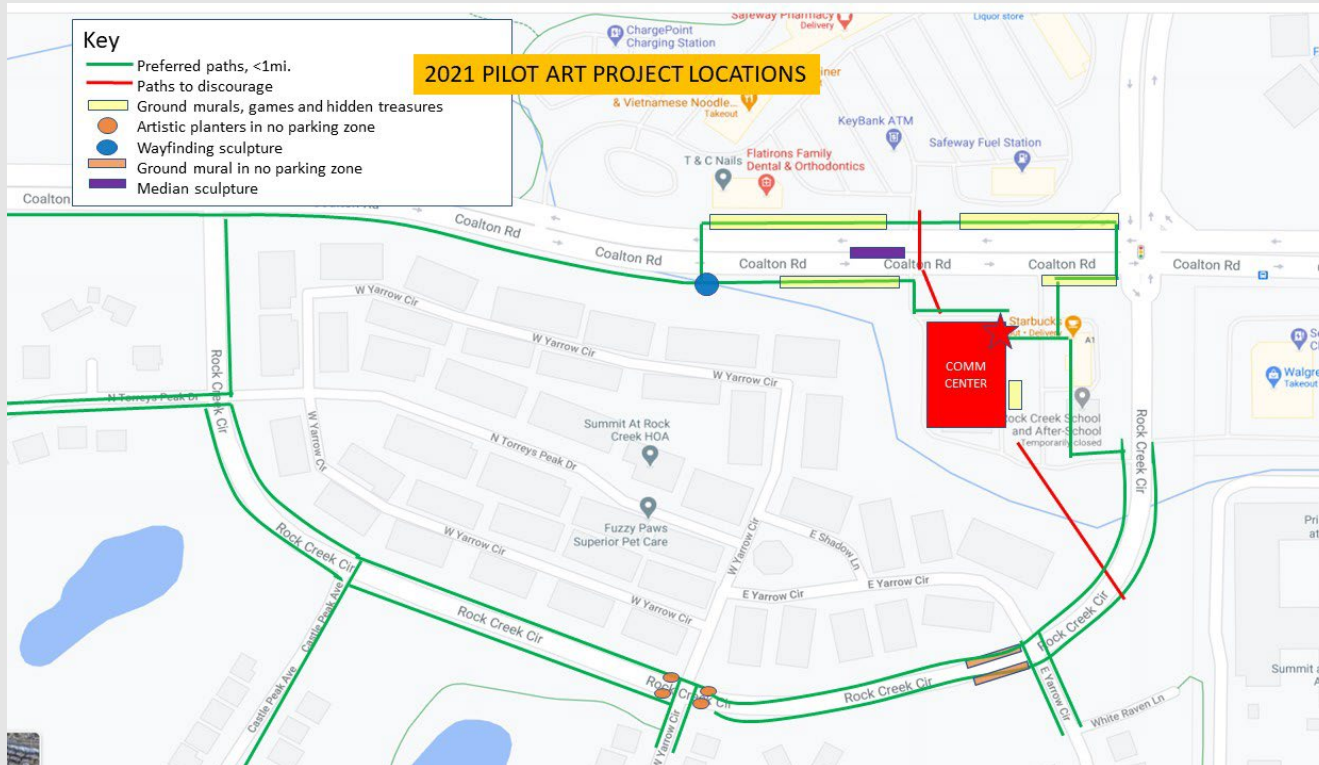 Key
Preferred paths, <1mi.
Paths to discourage
Ground murals, games and hidden treasures
Artistic planters in no parking zone
Wayfinding sculpture
Ground mural in no parking zone
Median sculpture
2021 PILOT ART PROJECT LOCATIONS
ChargePoint
Charging Station
Safeway Pharmacy
Delivery
Liquor store
& Vietnamese Noodle...
Takeout
KeyBank ATM
Safeway Fuel Station
T & C Nails
Flatirons Family
Dental & Orthodontics
Coalton
Coalton Rd
Coalton Rd
Coalton Rd
Coalton Rd
Coalton Rd
Coalton Rd
W Yarrow Cir
W Yarrow Cir
W Yarrow Cir
Starbucks
Delivery
A1
COMM
CENTER
Walgre
Takeout
Rock Creek Cir
N Torreys Peak Dr
W Yarrow Cir
Summit At Rock
Creek HOA
N Torreys Peak Dr
Rock Creek School
and After-School
Temporarily closed
Rock Creek Cir
Fuzzy Paws
Superior Pet Care
W Yarrow Cir
W Yarrow Cir
E Shadow Ln
Pri
at
Rock Creek Cir
W Yarrow Cir
E Yarrow Cir
E Yarrow Cir
Castle Peak Ave
Rock Creek Cir
Rock Creek Cir
Rock Creek Cir
Rock Creek Cir
E Yarrow Cir
Summit a
A
Castle Peak Ave
W Yarrow Cir
White Raven Ln